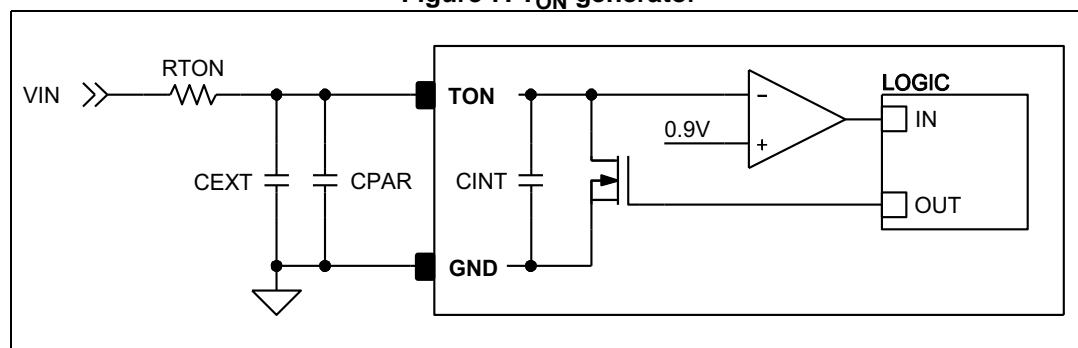 Figure 7. TON generator
RTON
VIN
TON
LOGIC
IN
0.9V
CEXT
CPAR
CINT
OUT
GND